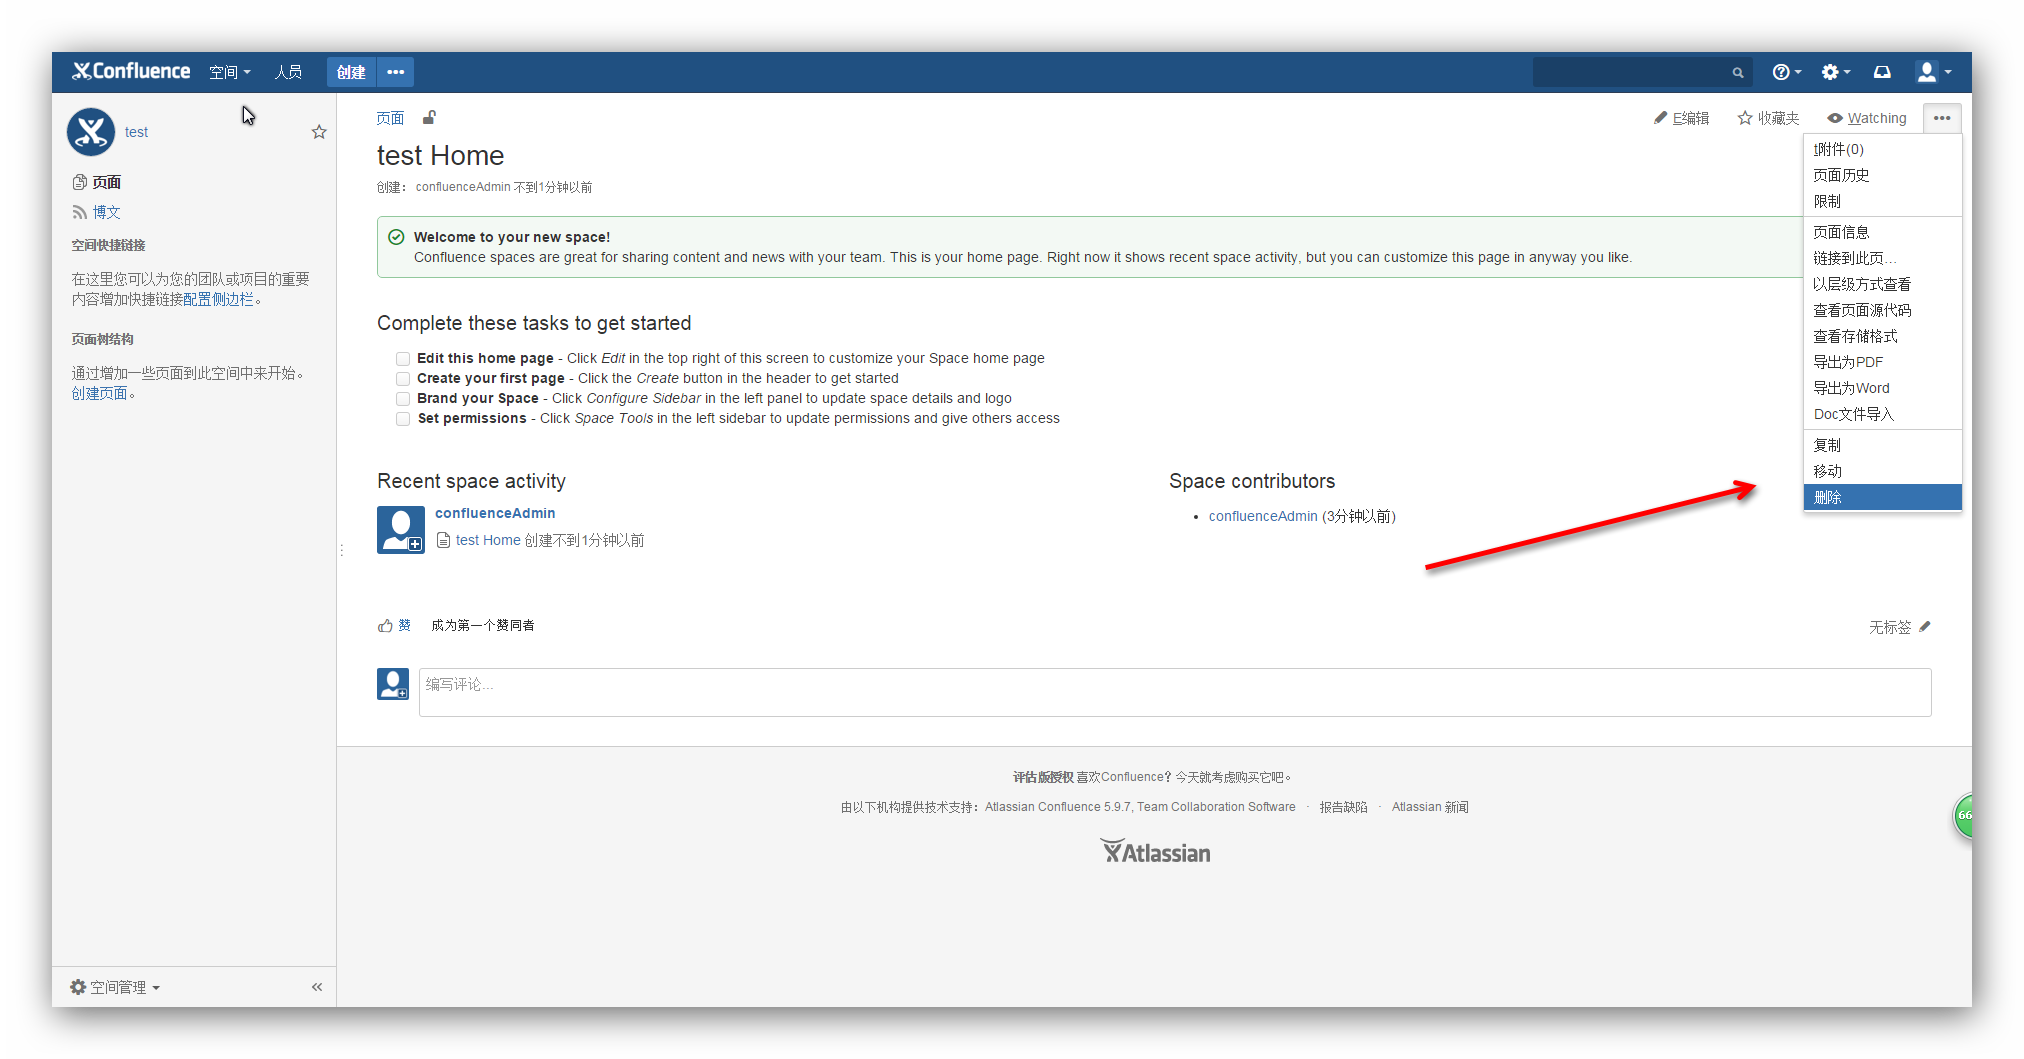 Confluence 空间 人员 创建 •••
test
页面
博文
空间快捷链接
在这里您可以为您的团队或项目的重要
内容增加快捷链接配置侧边栏。
页面树结构
通过增加一些页面到此空间中来开始。
创建页面。
空间管理
页面
E编辑 收藏夹 Watching •••
test Home
创建： confluenceAdmin 不到1分钟以前
Welcome to your new space!
Confluence spaces are great for sharing content and news with your team. This is your home page. Right now it shows recent space activity, but you can customize this page in anyway you like.
Complete these tasks to get started
Edit this home page - Click Edit in the top right of this screen to customize your Space home page
Create your first page - Click the Create button in the header to get started
Brand your Space - Click Configure Sidebar in the left panel to update space details and logo
Set permissions - Click Space Tools in the left sidebar to update permissions and give others access
Recent space activity
confluenceAdmin
test Home 创建不到1分钟以前
Space contributors
• confluenceAdmin (3分钟以前)
t附件(0)
页面历史
限制
页面信息
链接到此页…
以层级方式查看
查看页面源代码
查看存储格式
导出为PDF
导出为Word
Doc文件导入
复制
移动
删除
赞 成为第一个赞同者
无标签
编写评论...
评估版授权 喜欢Confluence? 今天就考虑购买它吧。
由以下机构提供技术支持： Atlassian Confluence 5.9.7, Team Collaboration Software · 报告缺陷 · Atlassian 新闻
Atlassian
66